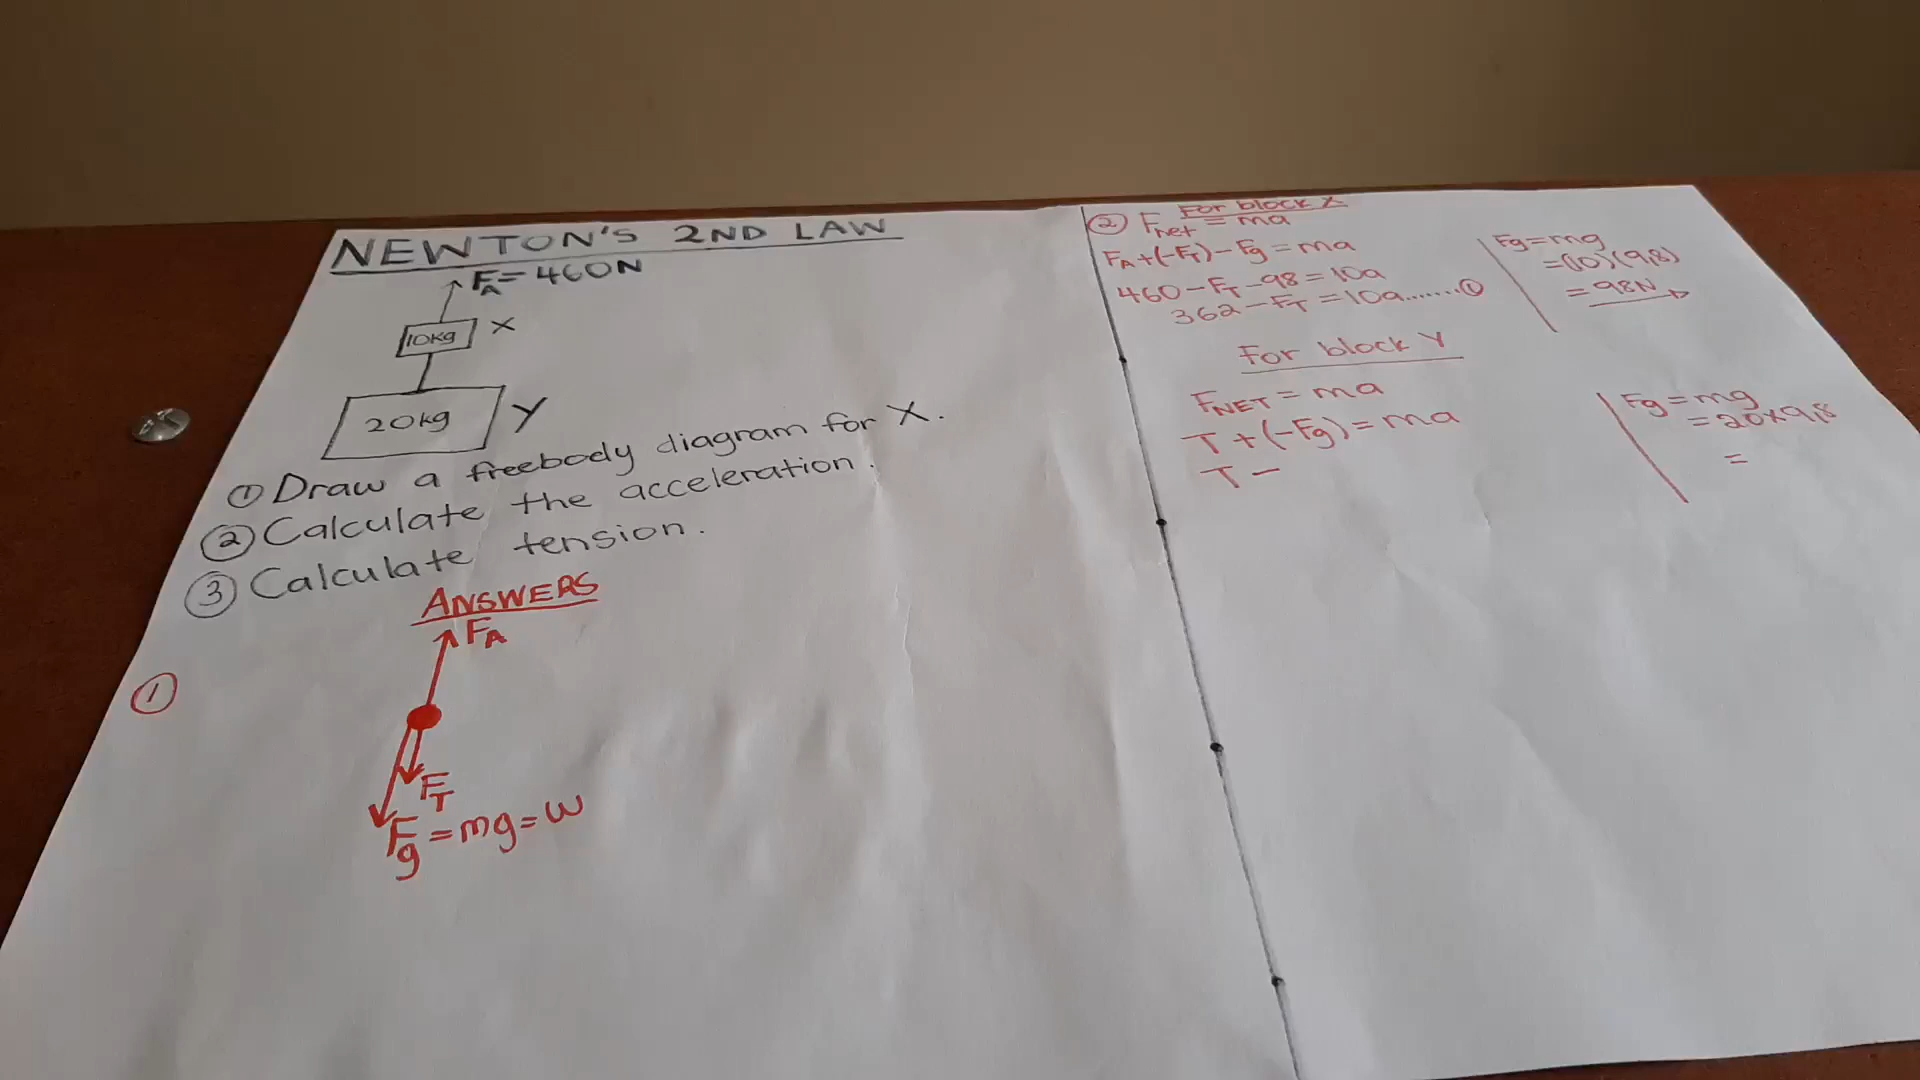 NEWTON'S 2ND LAW
FA = 460N
10kg X
20kg Y
① Draw a freebody diagram for X.
② Calculate the acceleration.
③ Calculate tension.
ANSWERS
①
FA
FT
Fg = mg = w
For block X
② Fnet = ma
FA + (-FT) - Fg = ma
460 - FT - 98 = 10a
362 - FT = 10a.......①
Fg = mg
= (10)(9,8)
= 98N
For block Y
FNET = ma
T + (-Fg) = ma
T -
Fg = mg
= 20 x 9,8
=